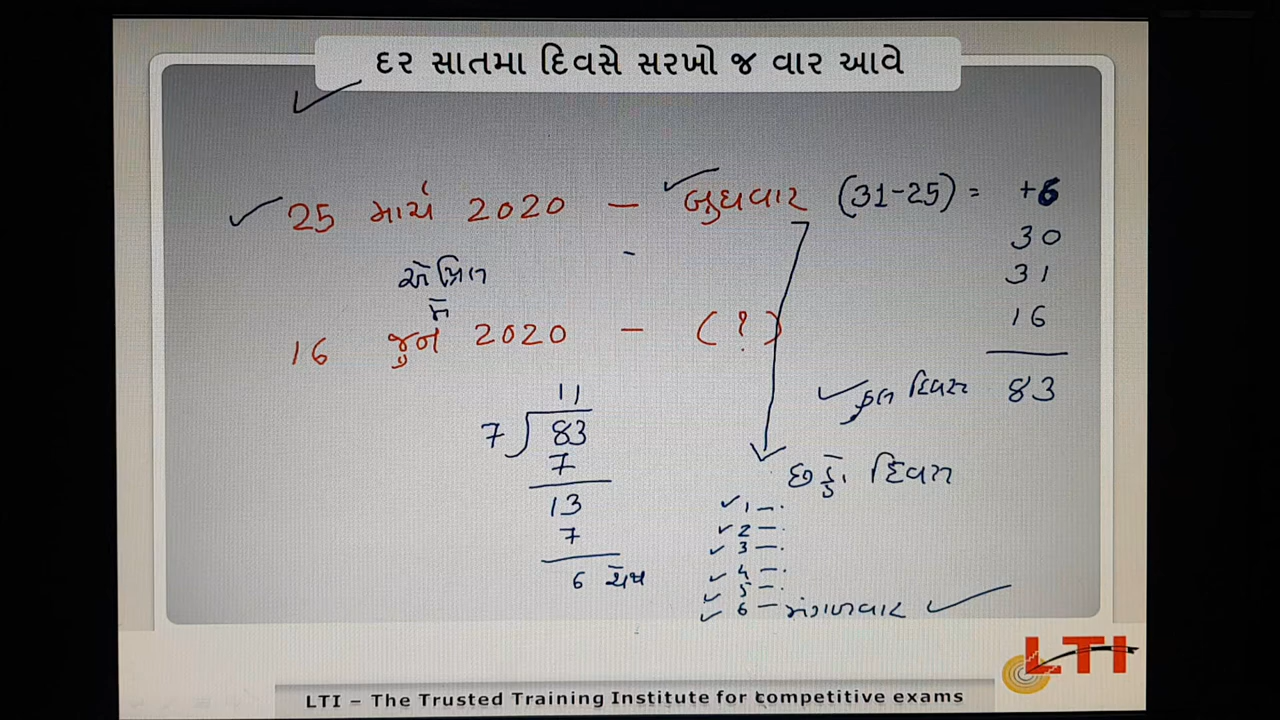 દર સાતમા દિવસે સરખો જ વાર આવે
25 માર્ચ 2020 – બુધવાર (31-25) = +6
30
એપ્રિલ
31
મે
16
16 જુન 2020 – (?)
કુલ દિવસ 83
11
7 83
7
13
7
6 શેષ
છઠ્ઠો દિવસ
1 –
2 –
3 –
4 –
5 –
6 – મંગળવાર
LTI
LTI – The Trusted Training Institute for competitive exams